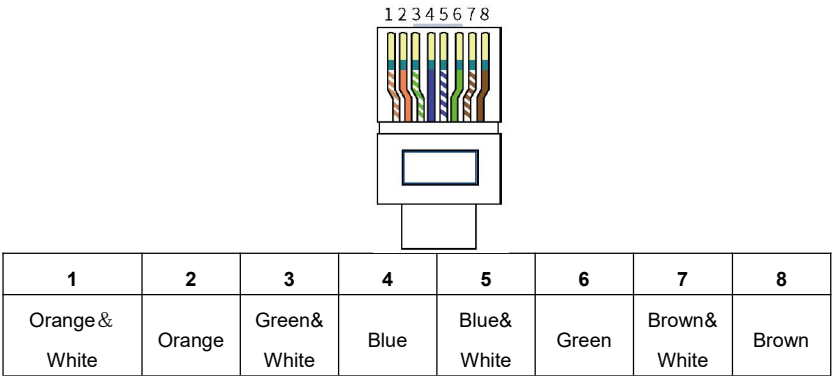 12345678
1 2 3 4 5 6 7 8
Orange& White Orange Green& White Blue Blue& White Green Brown& White Brown